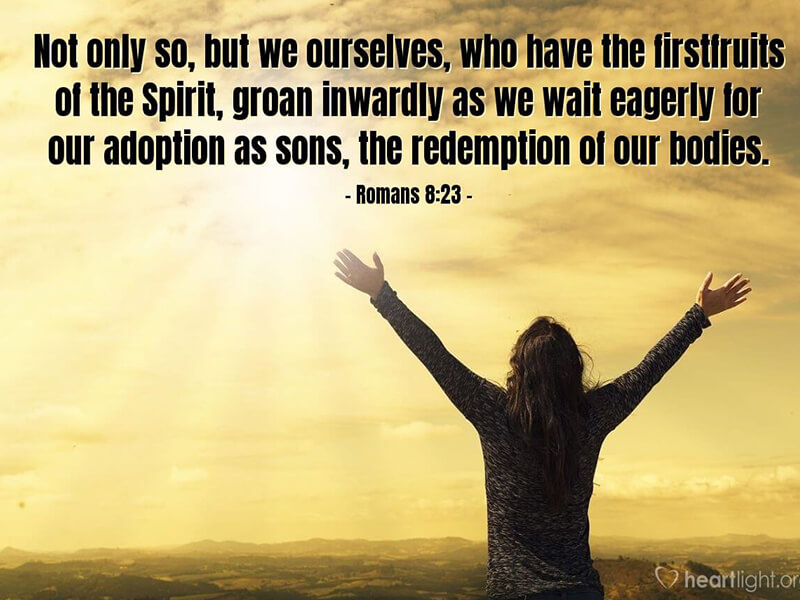 Not only so, but we ourselves, who have the firstfruits
of the Spirit, groan inwardly as we wait eagerly for
our adoption as sons, the redemption of our bodies.
- Romans 8:23 -
heartlight.org